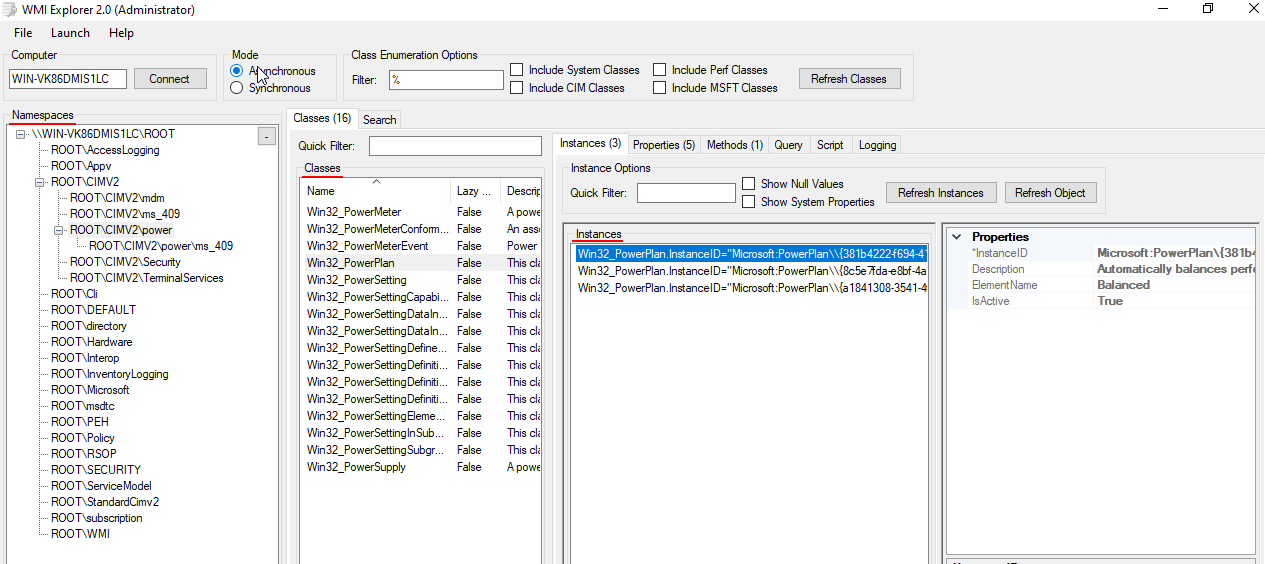 WMI Explorer 2.0 (Administrator)
File Launch Help
Computer
WIN-VK86DMIS1LC Connect
Mode
Asynchronous
Synchronous
Class Enumeration Options
Filter: %
Include System Classes Include Perf Classes
Include CIM Classes Include MSFT Classes
Refresh Classes
Namespaces
\\WIN-VK86DMIS1LC\ROOT
ROOT\AccessLogging
ROOT\Appv
ROOT\CIMV2
ROOT\CIMV2\mdm
ROOT\CIMV2\ms_409
ROOT\CIMV2\power
ROOT\CIMV2\power\ms_409
ROOT\CIMV2\Security
ROOT\CIMV2\TerminalServices
ROOT\Cli
ROOT\DEFAULT
ROOT\directory
ROOT\Hardware
ROOT\Interop
ROOT\InventoryLogging
ROOT\Microsoft
ROOT\msdtc
ROOT\PEH
ROOT\Policy
ROOT\RSOP
ROOT\SECURITY
ROOT\ServiceModel
ROOT\StandardCimv2
ROOT\subscription
ROOT\WMI
-
Classes (16) Search
Quick Filter:
Classes
Name Lazy ... Descrip
Win32_PowerMeter False A powe
Win32_PowerMeterConform... False An asso
Win32_PowerMeterEvent False Power
Win32_PowerPlan False This cla
Win32_PowerSetting False This cla
Win32_PowerSettingCapabi... False This cla
Win32_PowerSettingDataIn... False This cla
Win32_PowerSettingDataIn... False This cla
Win32_PowerSettingDefine... False This cla
Win32_PowerSettingDefiniti... False This cla
Win32_PowerSettingDefiniti... False This cla
Win32_PowerSettingDefiniti... False This cla
Win32_PowerSettingEleme... False This cla
Win32_PowerSettingInSub... False This cla
Win32_PowerSettingSubgr... False This cla
Win32_PowerSupply False A powe
Instances (3) Properties (5) Methods (1) Query Script Logging
Instance Options
Quick Filter:
Show Null Values
Show System Properties
Refresh Instances Refresh Object
Instances
Win32_PowerPlan.InstanceID="Microsoft:PowerPlan\\{381b4222-f694-41
Win32_PowerPlan.InstanceID="Microsoft:PowerPlan\\{8c5e7fda-e8bf-4a
Win32_PowerPlan.InstanceID="Microsoft:PowerPlan\\{a1841308-3541-4
Properties
*InstanceID Microsoft:PowerPlan\{381b4
Description Automatically balances perf
ElementName Balanced
IsActive True